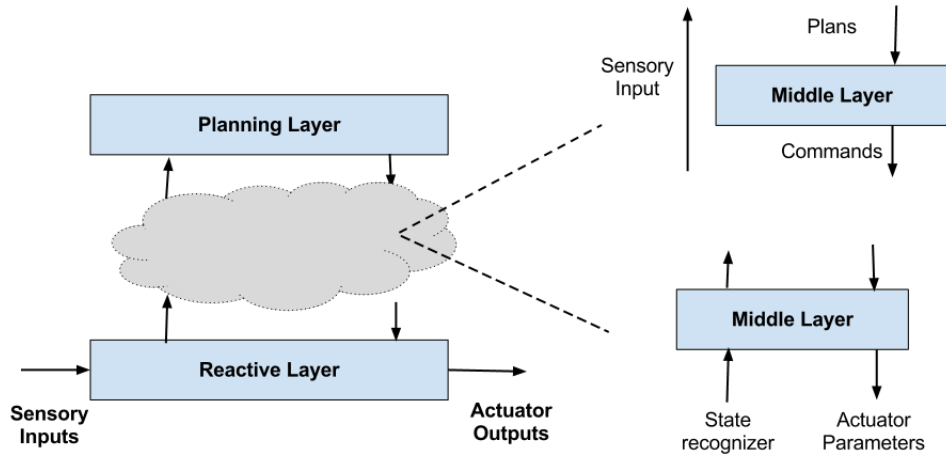 Planning Layer
Reactive Layer
Sensory
Inputs
Actuator
Outputs
Plans
Sensory
Input
Middle Layer
Commands
Middle Layer
State
recognizer
Actuator
Parameters